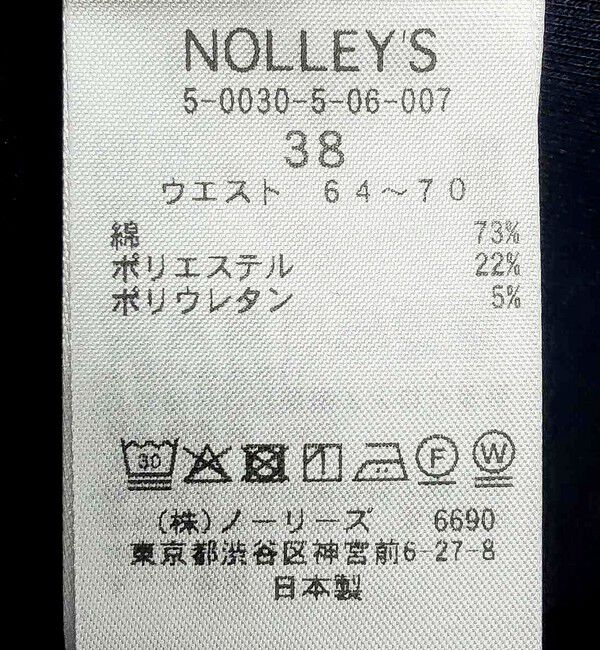 NOLLEY'S
5-0030-5-06-007
38
ウエスト 64～70
綿 73%
ポリエステル 22%
ポリウレタン 5%
30 F W
(株)ノーリーズ 6690
東京都渋谷区神宮前6-27-8
日本製